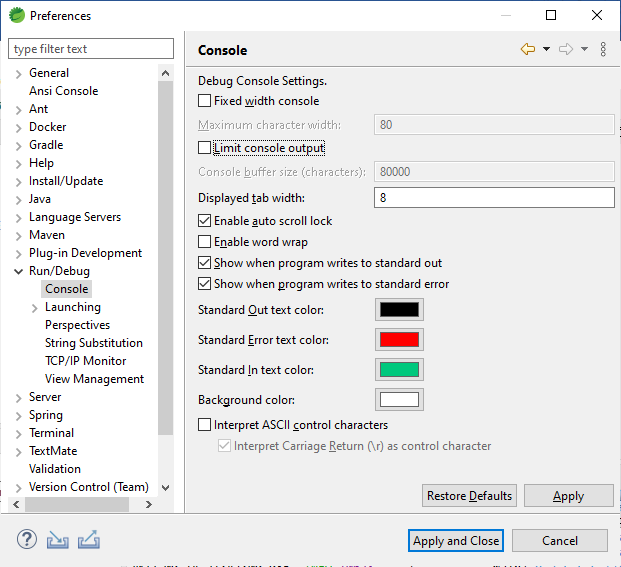 Preferences
type filter text
General
Ansi Console
Ant
Docker
Gradle
Help
Install/Update
Java
Language Servers
Maven
Plug-in Development
Run/Debug
Console
Launching
Perspectives
String Substitution
TCP/IP Monitor
View Management
Server
Spring
Terminal
TextMate
Validation
Version Control (Team)
Console
Debug Console Settings.
Fixed width console
Maximum character width: 80
Limit console output
Console buffer size (characters): 80000
Displayed tab width: 8
Enable auto scroll lock
Enable word wrap
Show when program writes to standard out
Show when program writes to standard error
Standard Out text color:
Standard Error text color:
Standard In text color:
Background color:
Interpret ASCII control characters
Interpret Carriage Return (\r) as control character
Restore Defaults Apply
? Apply and Close Cancel